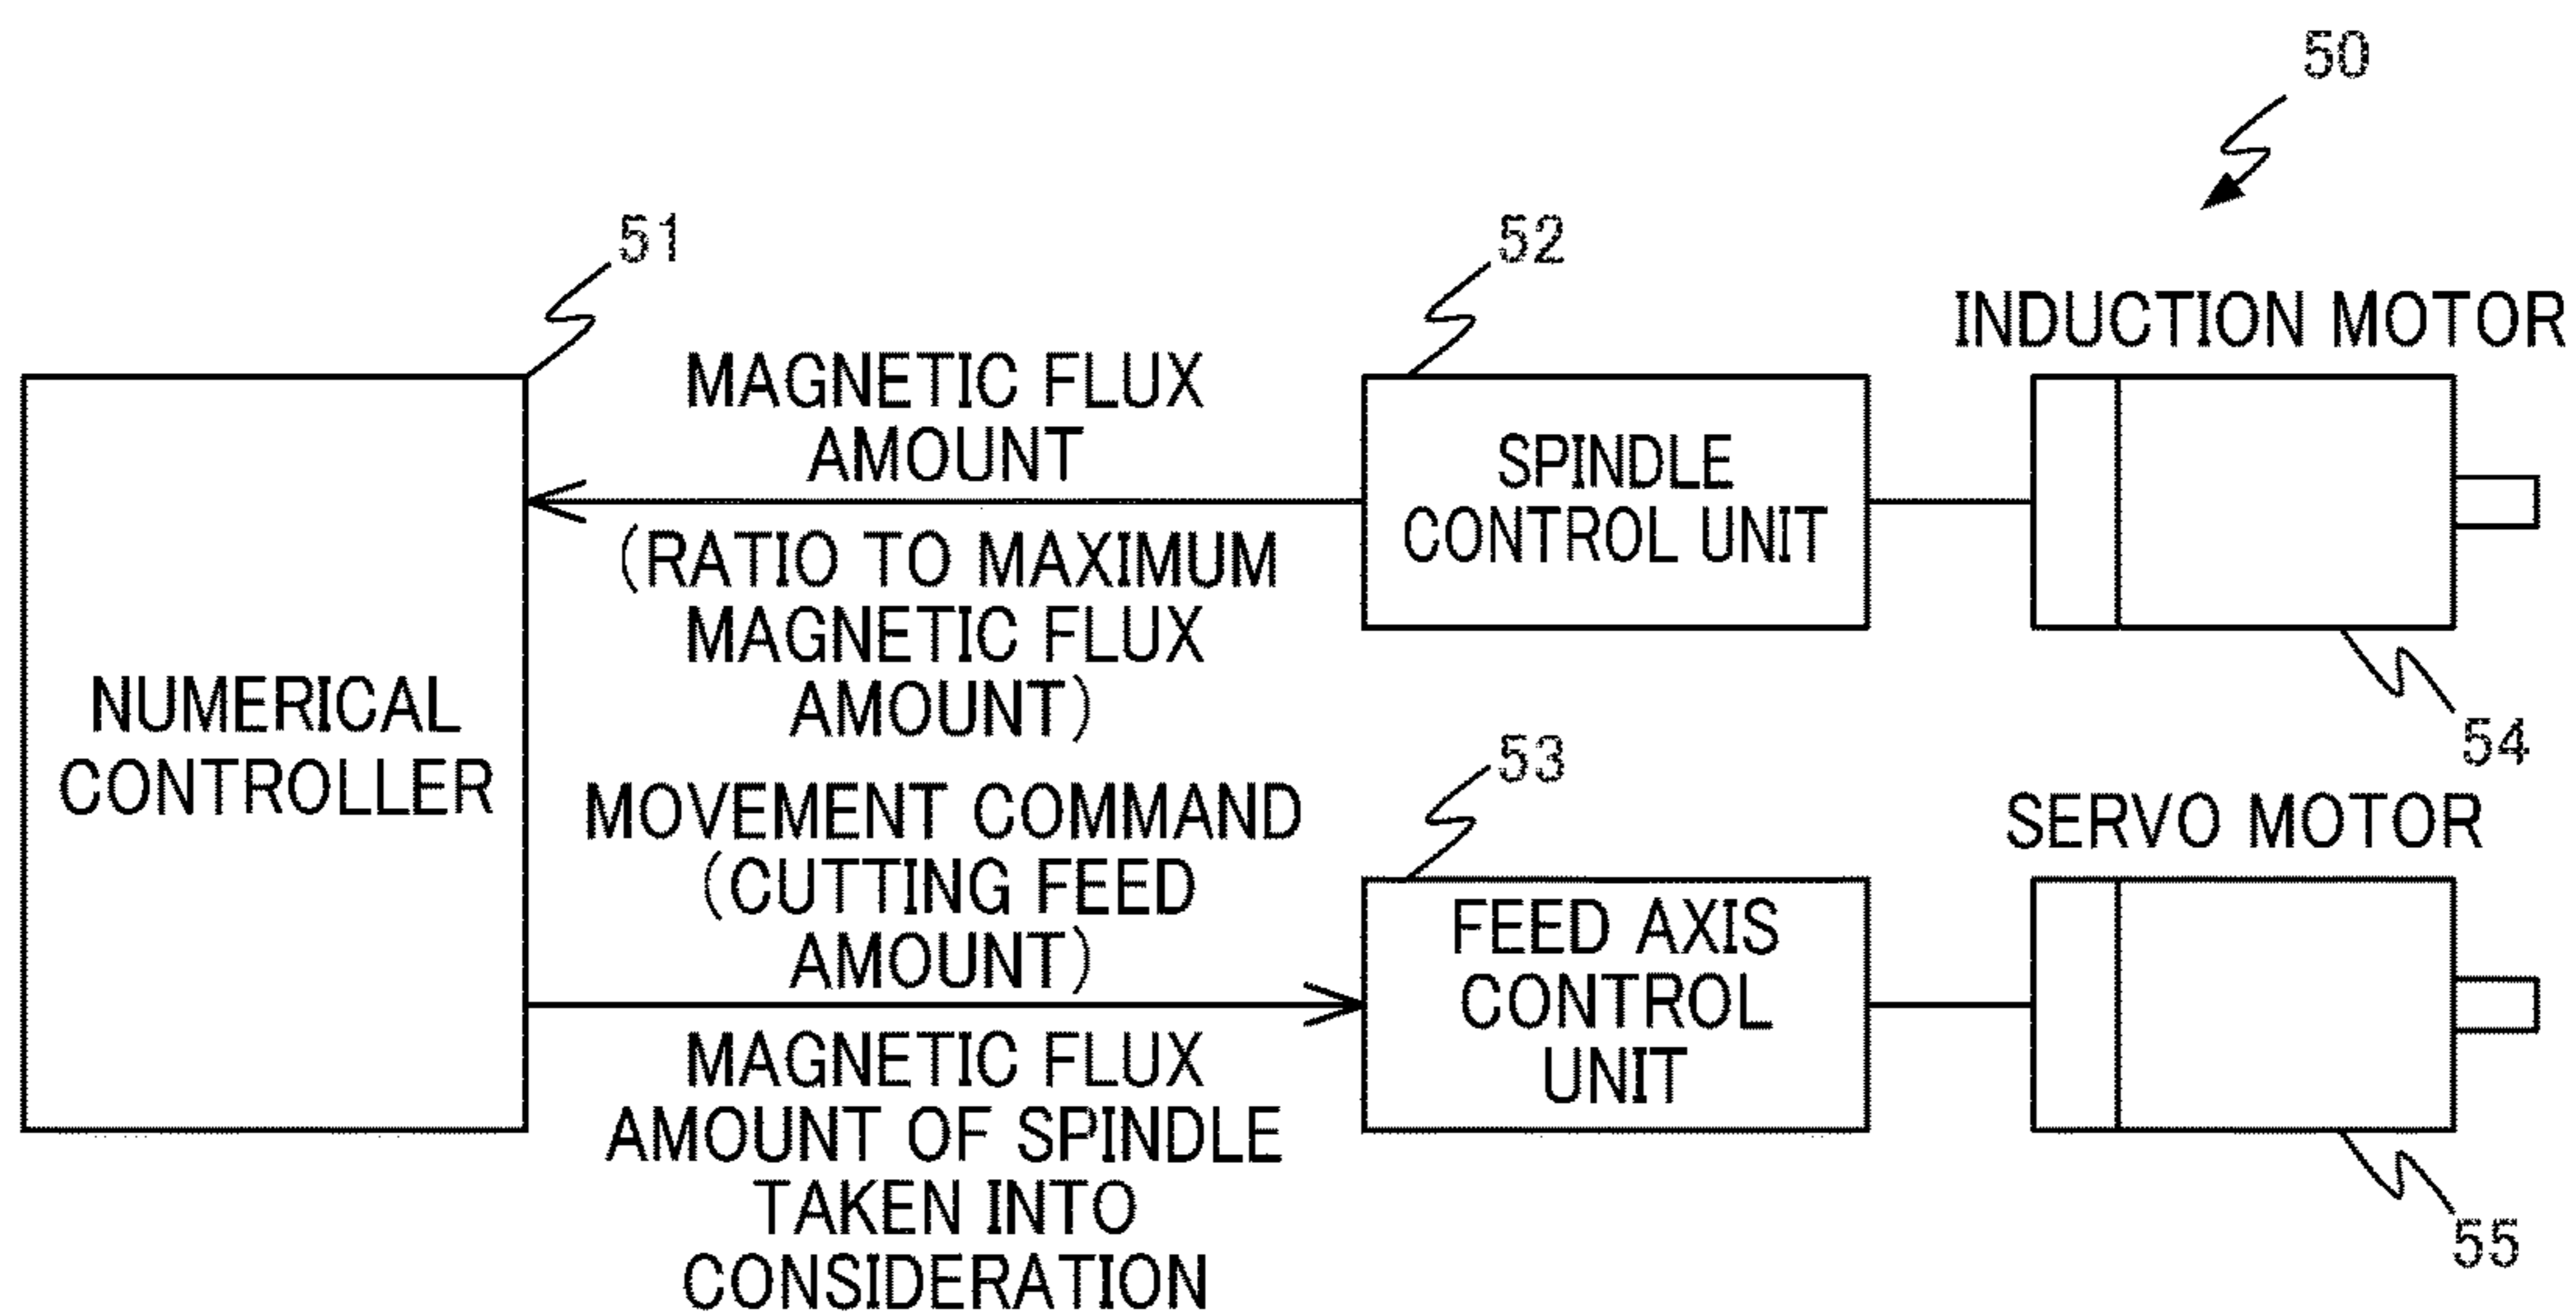 50
51
52
INDUCTION MOTOR
MAGNETIC FLUX
AMOUNT
(RATIO TO MAXIMUM
MAGNETIC FLUX
AMOUNT)
SPINDLE
CONTROL UNIT
54
NUMERICAL
CONTROLLER
53
SERVO MOTOR
MOVEMENT COMMAND
(CUTTING FEED
AMOUNT)
MAGNETIC FLUX
AMOUNT OF SPINDLE
TAKEN INTO
CONSIDERATION
FEED AXIS
CONTROL
UNIT
55